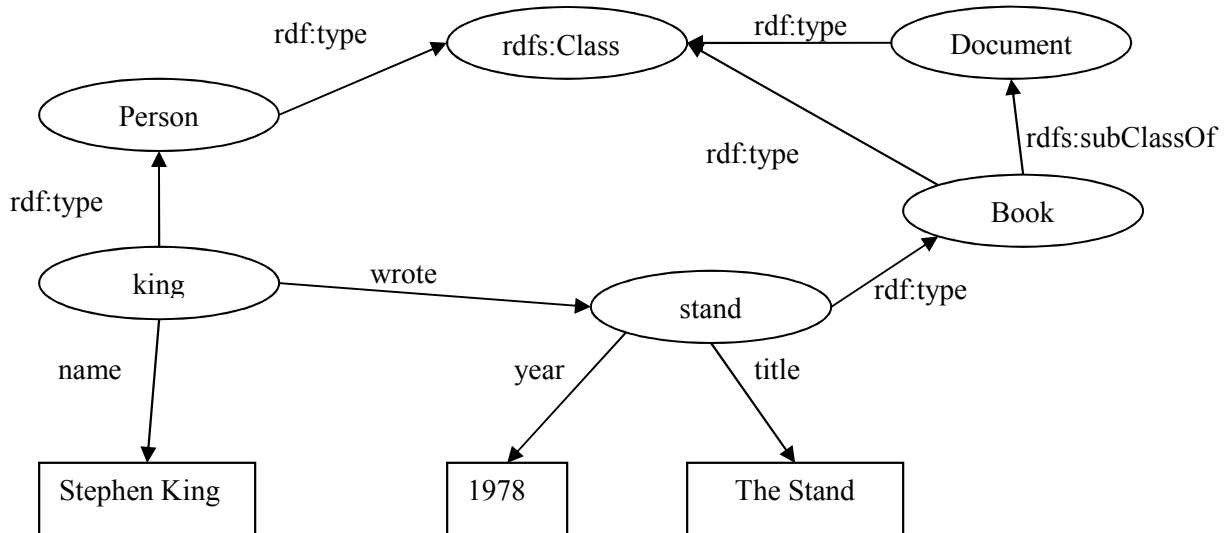 rdf:type
rdfs:Class
rdf:type
Document
Person
rdf:type
rdfs:subClassOf
rdf:type
Book
king
wrote
stand
rdf:type
name
year
title
Stephen King
1978
The Stand